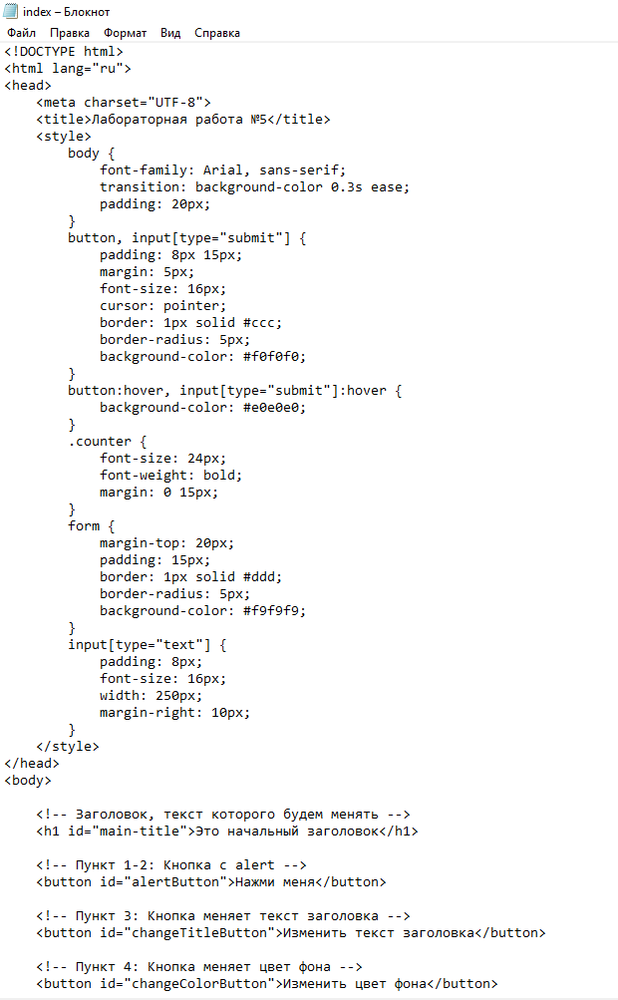 index – Блокнот
Файл Правка Формат Вид Справка
<!DOCTYPE html>
<html lang="ru">
<head>
    <meta charset="UTF-8">
    <title>Лабораторная работа №5</title>
    <style>
        body {
            font-family: Arial, sans-serif;
            transition: background-color 0.3s ease;
            padding: 20px;
        }
        button, input[type="submit"] {
            padding: 8px 15px;
            margin: 5px;
            font-size: 16px;
            cursor: pointer;
            border: 1px solid #ccc;
            border-radius: 5px;
            background-color: #f0f0f0;
        }
        button:hover, input[type="submit"]:hover {
            background-color: #e0e0e0;
        }
        .counter {
            font-size: 24px;
            font-weight: bold;
            margin: 0 15px;
        }
        form {
            margin-top: 20px;
            padding: 15px;
            border: 1px solid #ddd;
            border-radius: 5px;
            background-color: #f9f9f9;
        }
        input[type="text"] {
            padding: 8px;
            font-size: 16px;
            width: 250px;
            margin-right: 10px;
        }
    </style>
</head>
<body>

    <!-- Заголовок, текст которого будем менять -->
    <h1 id="main-title">Это начальный заголовок</h1>

    <!-- Пункт 1-2: Кнопка с alert -->
    <button id="alertButton">Нажми меня</button>

    <!-- Пункт 3: Кнопка меняет текст заголовка -->
    <button id="changeTitleButton">Изменить текст заголовка</button>

    <!-- Пункт 4: Кнопка меняет цвет фона -->
    <button id="changeColorButton">Изменить цвет фона</button>